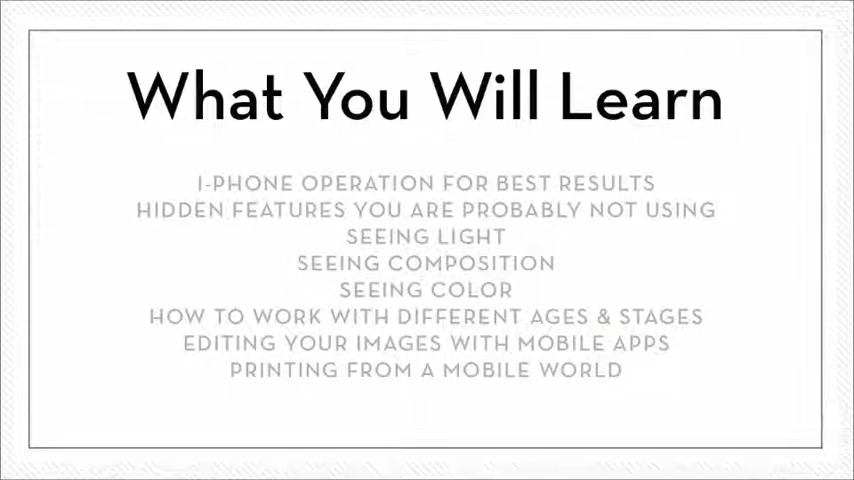 What You Will Learn
I-PHONE OPERATION FOR BEST RESULTS
HIDDEN FEATURES YOU ARE PROBABLY NOT USING
SEEING LIGHT
SEEING COMPOSITION
SEEING COLOR
HOW TO WORK WITH DIFFERENT AGES & STAGES
EDITING YOUR IMAGES WITH MOBILE APPS
PRINTING FROM A MOBILE WORLD